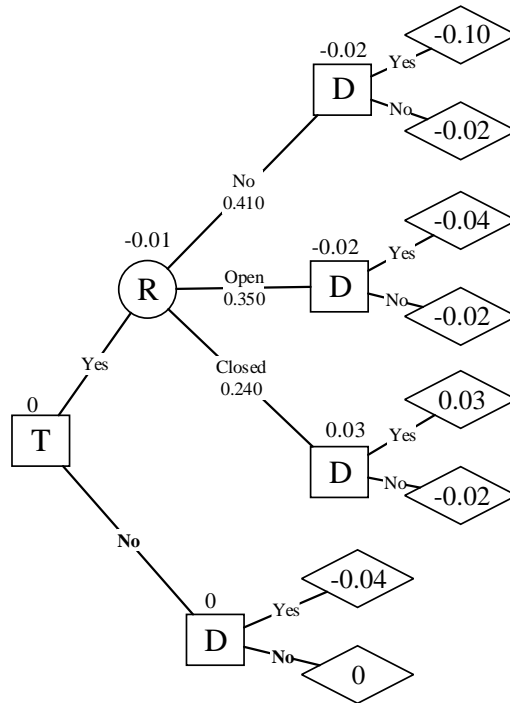 -0.10
-0.02
Yes
D
No
-0.02
No
0.410
-0.04
-0.01
-0.02
Yes
Open
R
D
0.350
No
-0.02
Closed
0.240
Yes
0.03
0.03
Yes
0
D
T
No
-0.02
No
-0.04
0
Yes
D
No
0